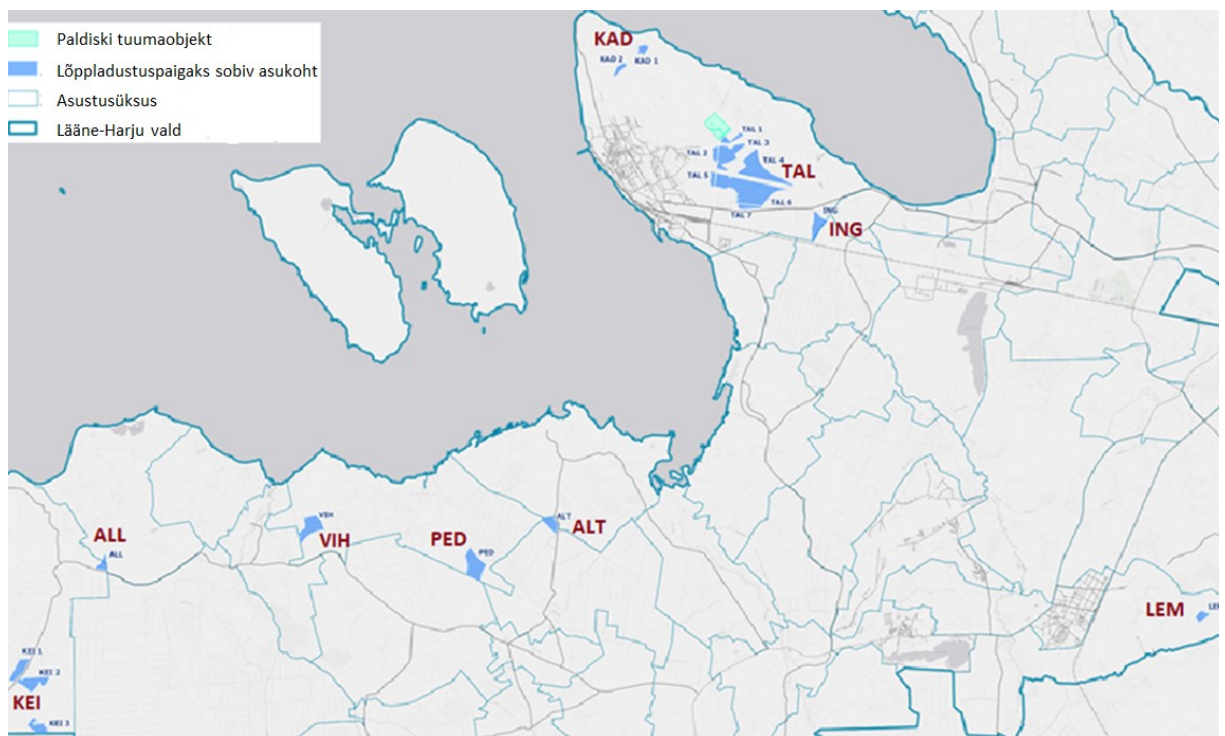 Paldiski tuumaobjekt
Lõppladustuspaigaks sobiv asukoht
Asustusüksus
Lääne-Harju vald
KAD
KAD 2
KAD 1
TAL 1
TAL 3
TAL 2
TAL 4
TAL
TAL 5
TAL 6
TAL 7
ING
ING
ALL
ALL
VIH
VIH
PED
PED
ALT
ALT
LEM
KEI 1
KEI 2
KEI
KEI 3